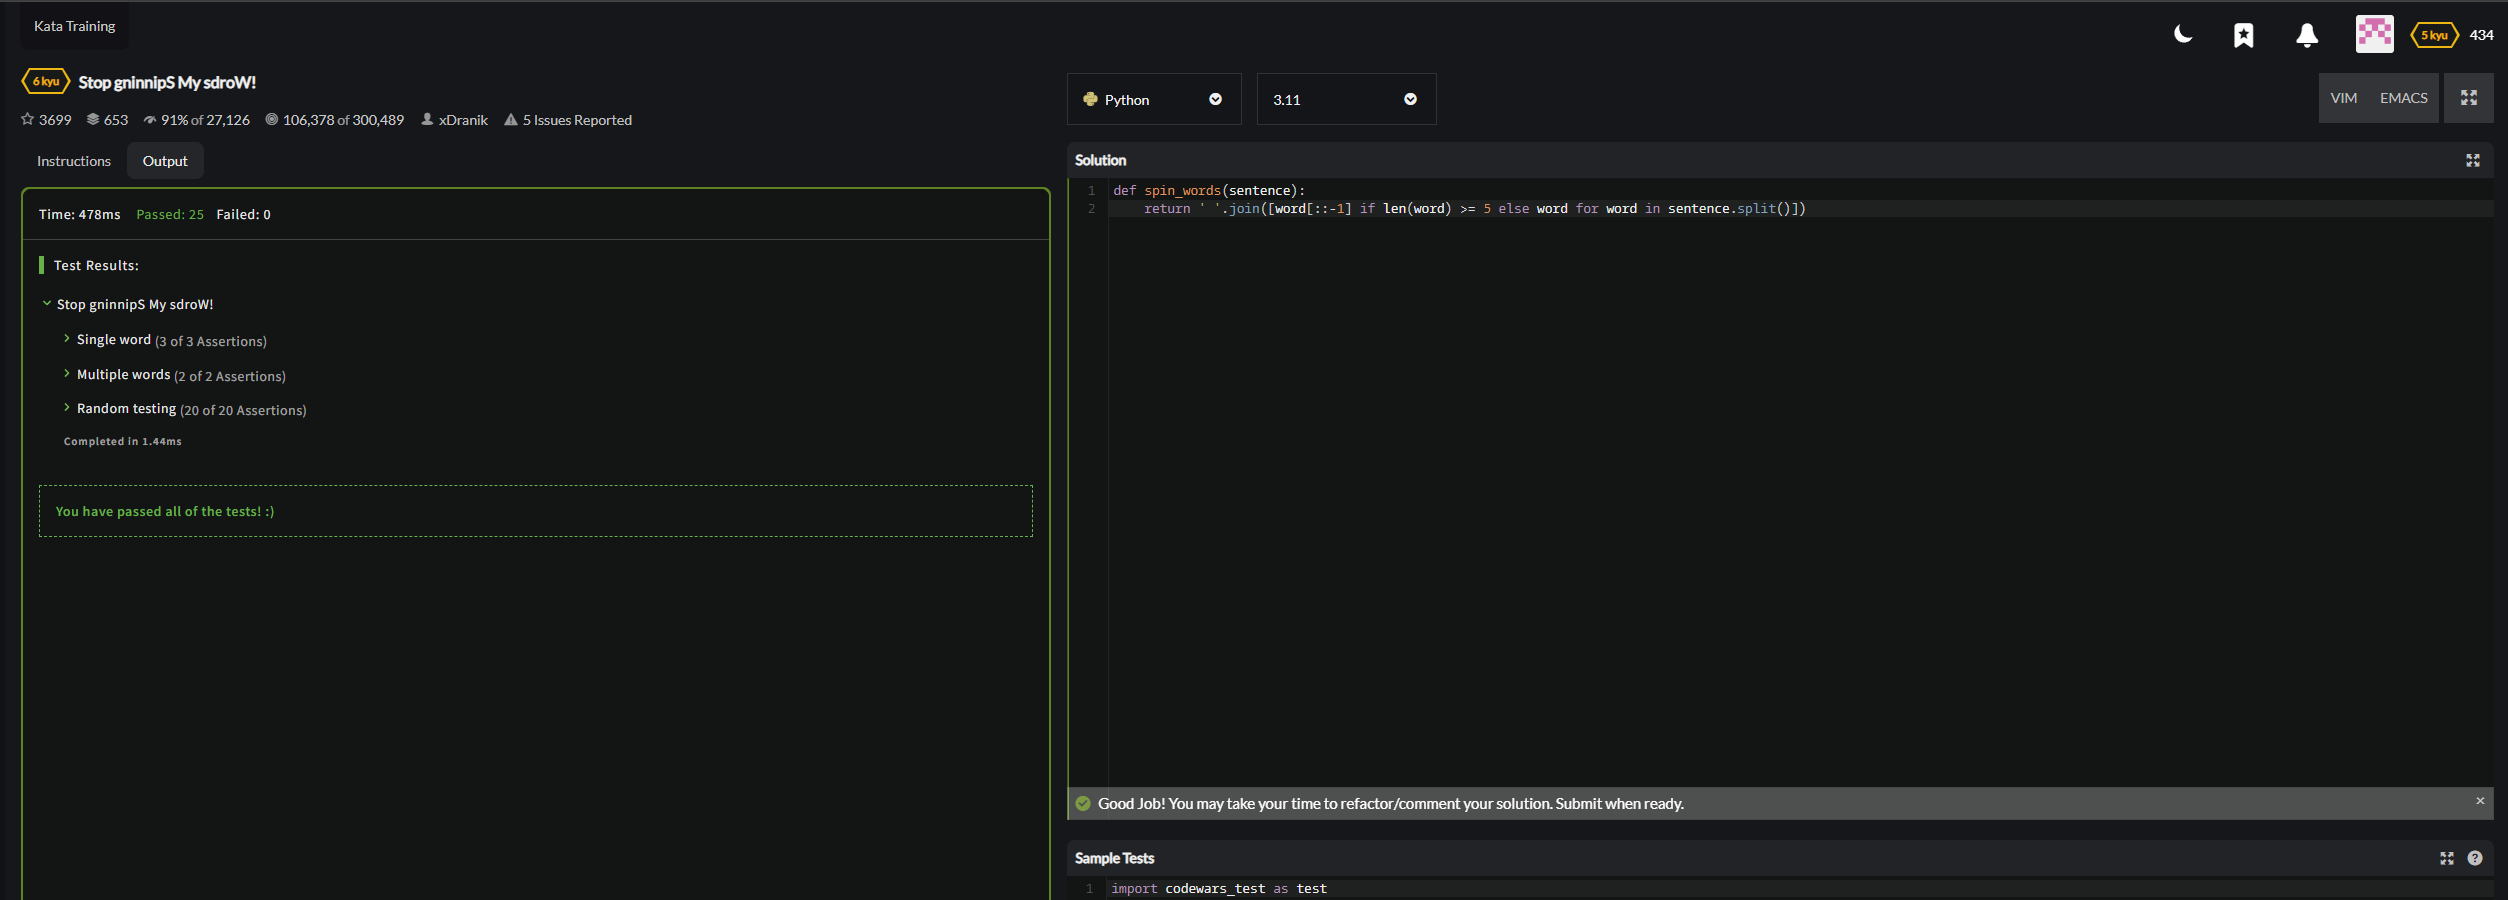 Kata Training
5 kyu 434
6 kyu Stop gninnipS My sdroW!
3699 653 91% of 27,126 106,378 of 300,489 xDranik 5 Issues Reported
Instructions Output
Time: 478ms Passed: 25 Failed: 0
Test Results:
Stop gninnipS My sdroW!
Single word (3 of 3 Assertions)
Multiple words (2 of 2 Assertions)
Random testing (20 of 20 Assertions)
Completed in 1.44ms
You have passed all of the tests! :)
Python 3.11 VIM EMACS
Solution
1 def spin_words(sentence):
2     return ' '.join([word[::-1] if len(word) >= 5 else word for word in sentence.split()])
Good Job! You may take your time to refactor/comment your solution. Submit when ready. ×
Sample Tests ?
1 import codewars_test as test